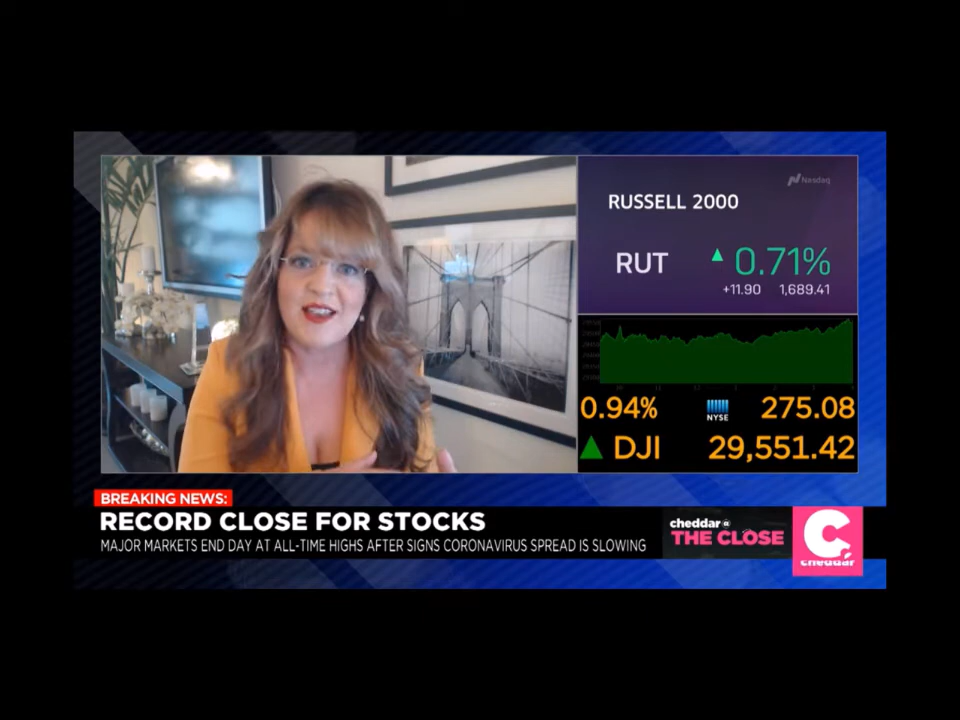 Nasdaq
RUSSELL 2000
RUT ▲ 0.71%
+11.90 1,689.41
0.94% NYSE 275.08
▲ DJI 29,551.42
BREAKING NEWS:
RECORD CLOSE FOR STOCKS
MAJOR MARKETS END DAY AT ALL-TIME HIGHS AFTER SIGNS CORONAVIRUS SPREAD IS SLOWING
cheddar
THE CLOSE
C
cheddar